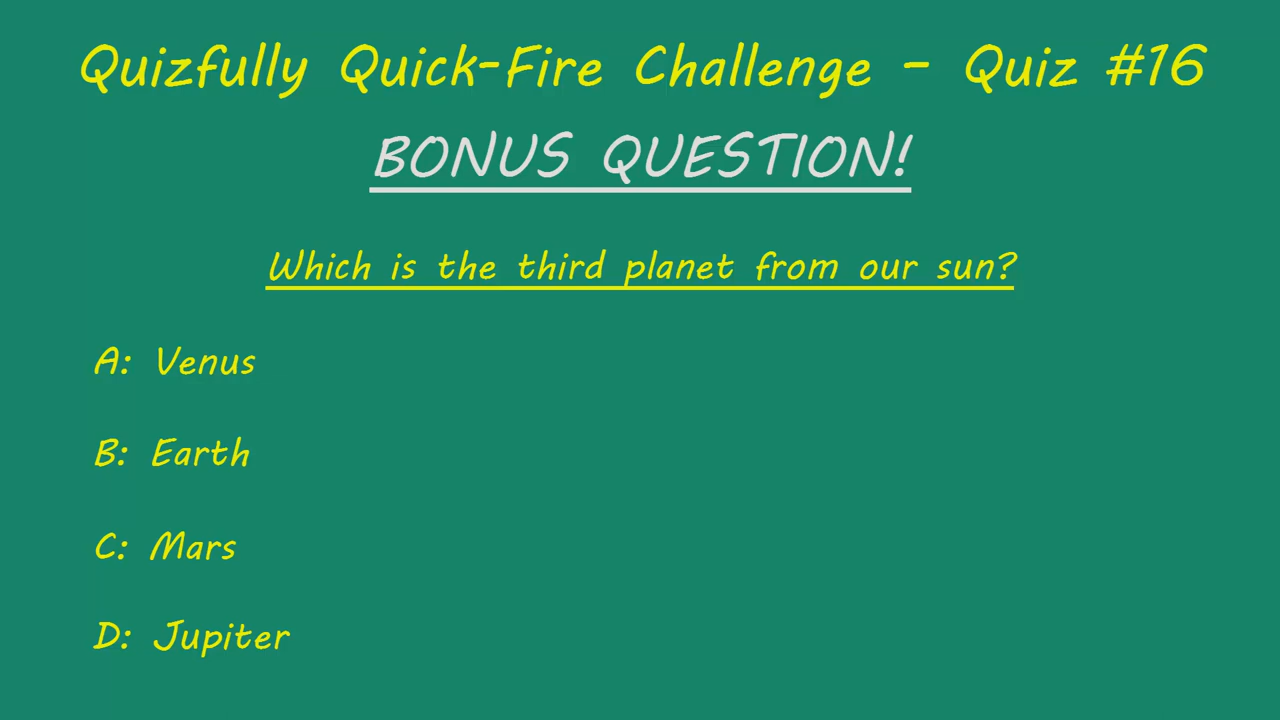 Quizfully Quick-Fire Challenge - Quiz #16
BONUS QUESTION!
Which is the third planet from our sun?
A: Venus
B: Earth
C: Mars
D: Jupiter